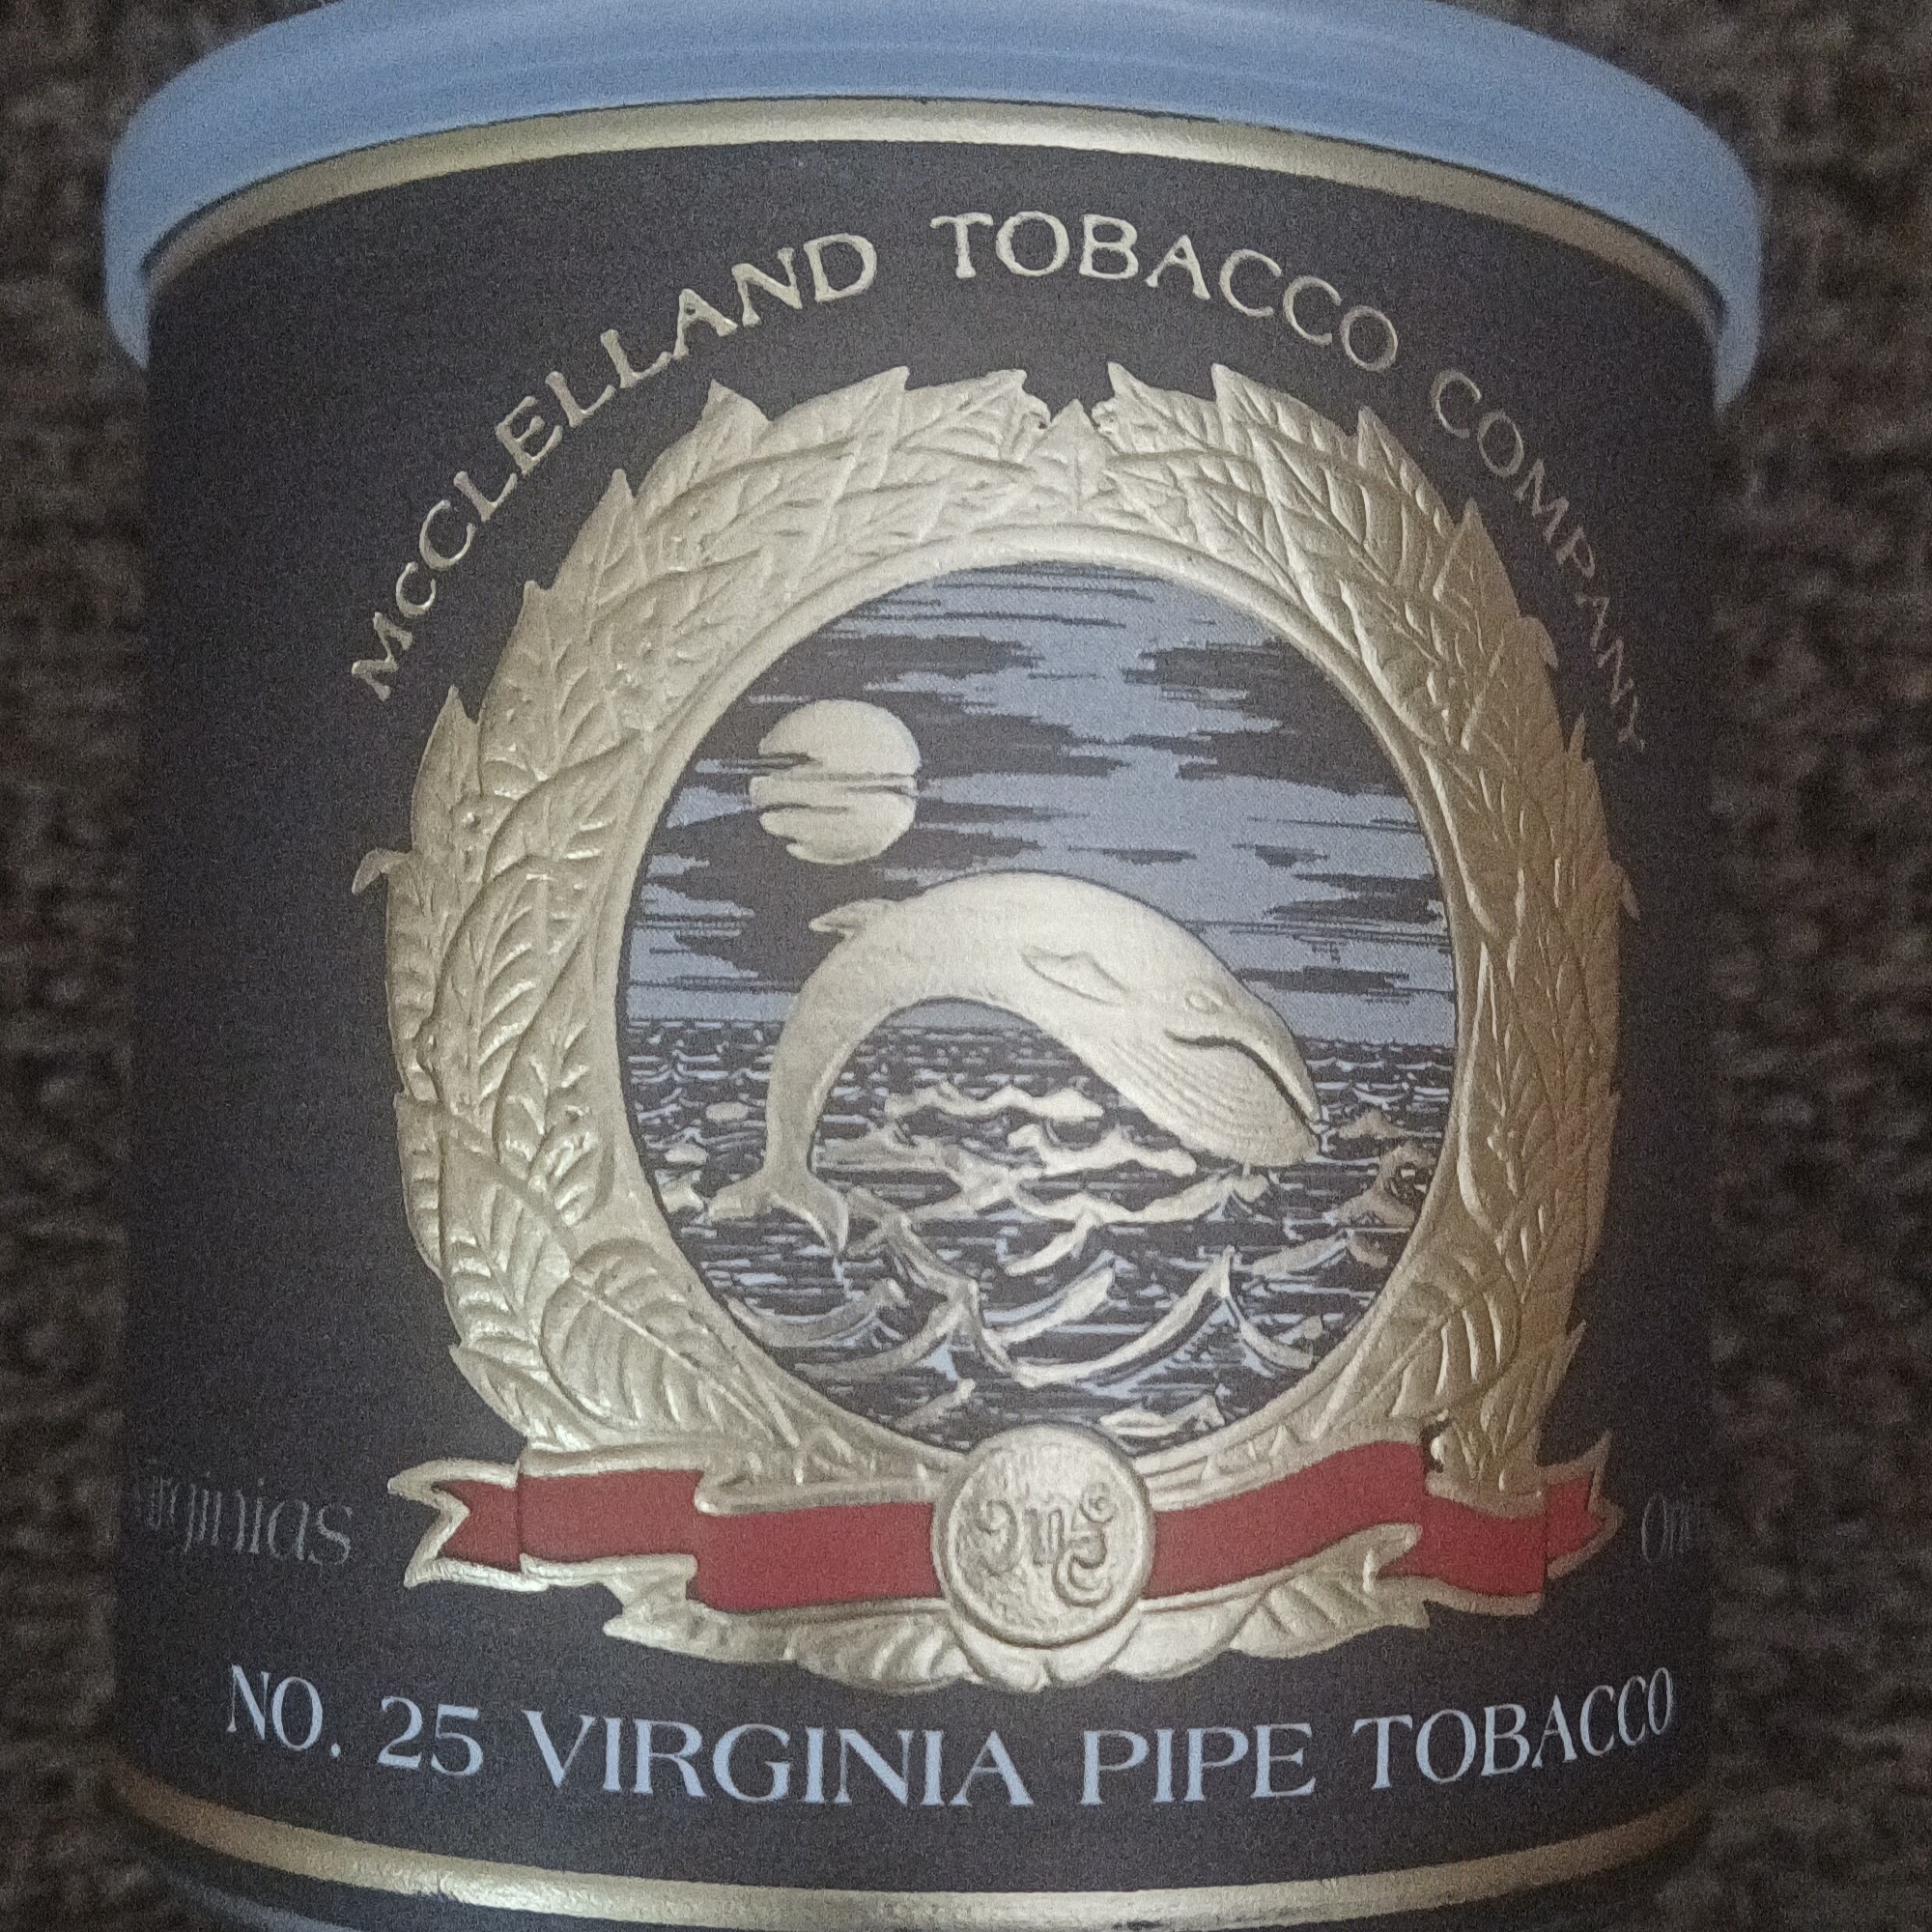 McCLELLAND TOBACCO COMPANY
NO. 25 VIRGINIA PIPE TOBACCO